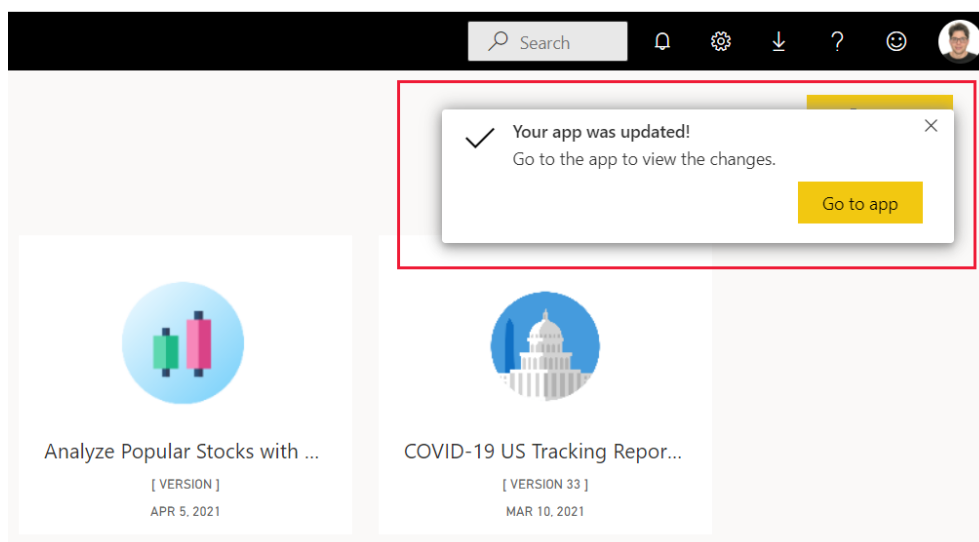 Search
?
Your app was updated!
Go to the app to view the changes.
Go to app
Analyze Popular Stocks with ...
[ VERSION ]
APR 5, 2021
COVID-19 US Tracking Repor...
[ VERSION 33 ]
MAR 10, 2021